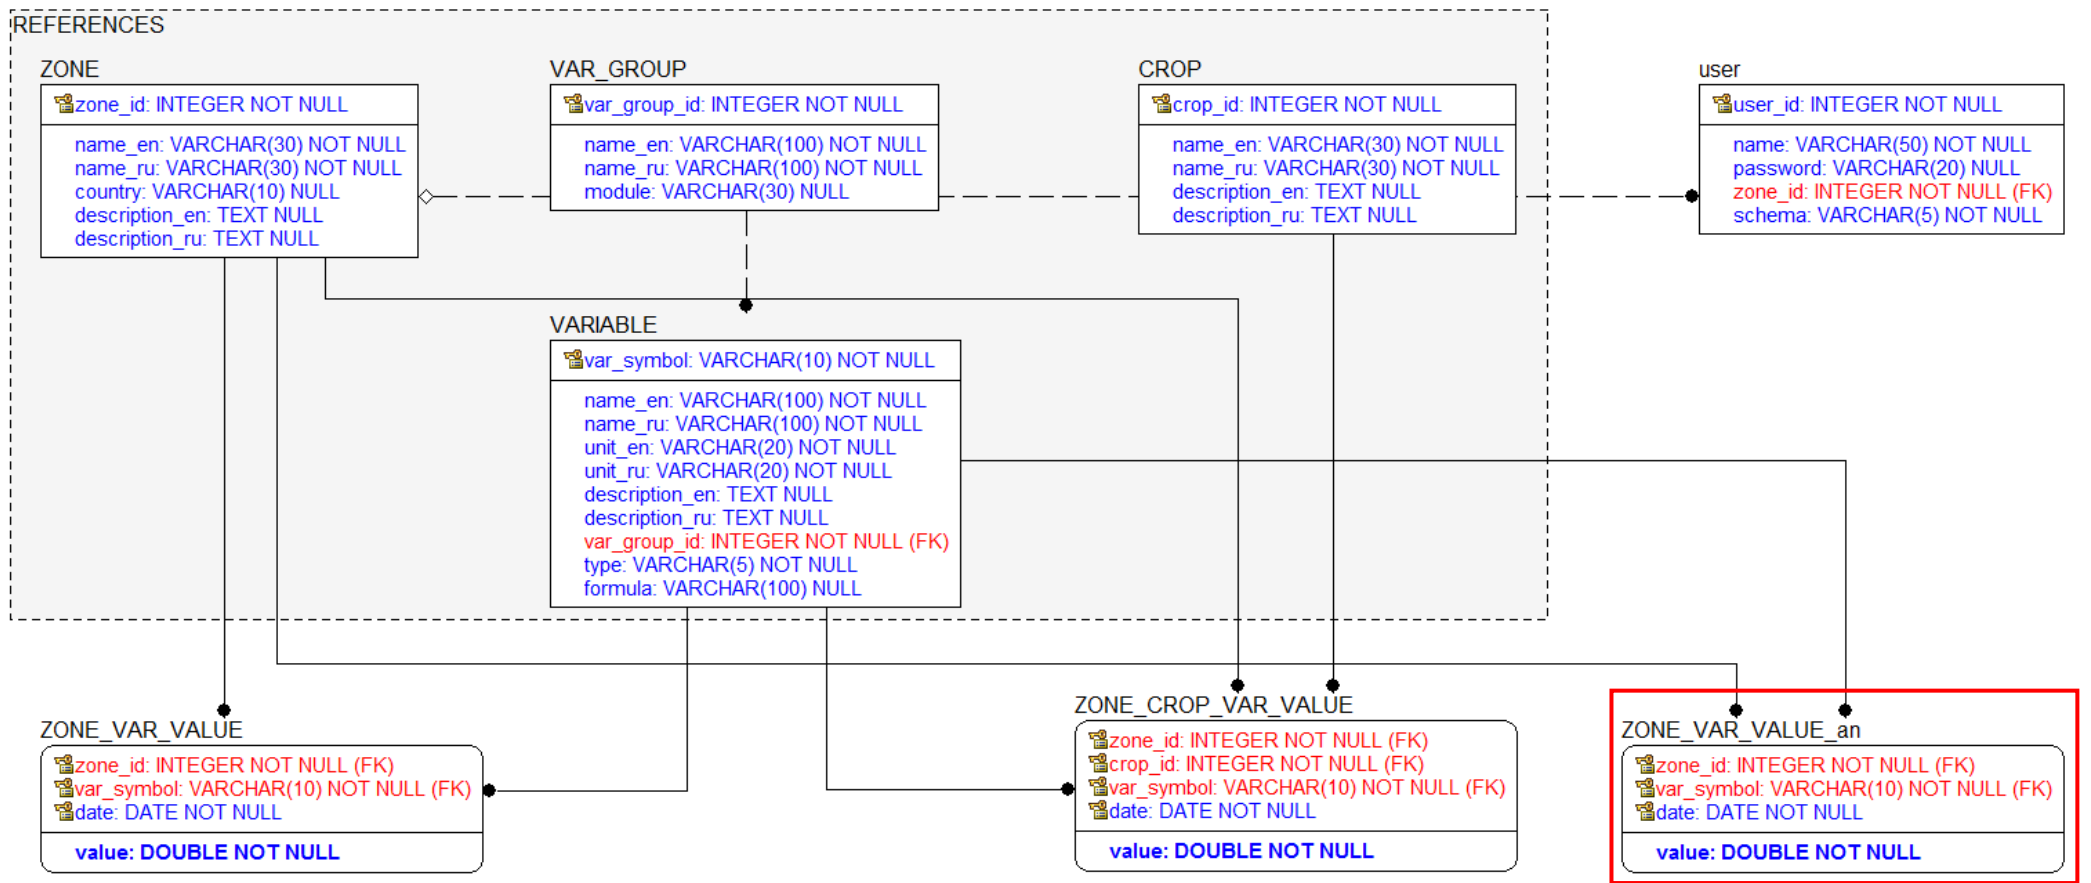 REFERENCES
ZONE
zone_id: INTEGER NOT NULL
name_en: VARCHAR(30) NOT NULL
name_ru: VARCHAR(30) NOT NULL
country: VARCHAR(10) NULL
description_en: TEXT NULL
description_ru: TEXT NULL
VAR_GROUP
var_group_id: INTEGER NOT NULL
name_en: VARCHAR(100) NOT NULL
name_ru: VARCHAR(100) NOT NULL
module: VARCHAR(30) NULL
CROP
crop_id: INTEGER NOT NULL
name_en: VARCHAR(30) NOT NULL
name_ru: VARCHAR(30) NOT NULL
description_en: TEXT NULL
description_ru: TEXT NULL
user
user_id: INTEGER NOT NULL
name: VARCHAR(50) NOT NULL
password: VARCHAR(20) NULL
zone_id: INTEGER NOT NULL (FK)
schema: VARCHAR(5) NOT NULL
VARIABLE
var_symbol: VARCHAR(10) NOT NULL
name_en: VARCHAR(100) NOT NULL
name_ru: VARCHAR(100) NOT NULL
unit_en: VARCHAR(20) NOT NULL
unit_ru: VARCHAR(20) NOT NULL
description_en: TEXT NULL
description_ru: TEXT NULL
var_group_id: INTEGER NOT NULL (FK)
type: VARCHAR(5) NOT NULL
formula: VARCHAR(100) NULL
ZONE_VAR_VALUE
zone_id: INTEGER NOT NULL (FK)
var_symbol: VARCHAR(10) NOT NULL (FK)
date: DATE NOT NULL
value: DOUBLE NOT NULL
ZONE_CROP_VAR_VALUE
zone_id: INTEGER NOT NULL (FK)
crop_id: INTEGER NOT NULL (FK)
var_symbol: VARCHAR(10) NOT NULL (FK)
date: DATE NOT NULL
value: DOUBLE NOT NULL
ZONE_VAR_VALUE_an
zone_id: INTEGER NOT NULL (FK)
var_symbol: VARCHAR(10) NOT NULL (FK)
date: DATE NOT NULL
value: DOUBLE NOT NULL